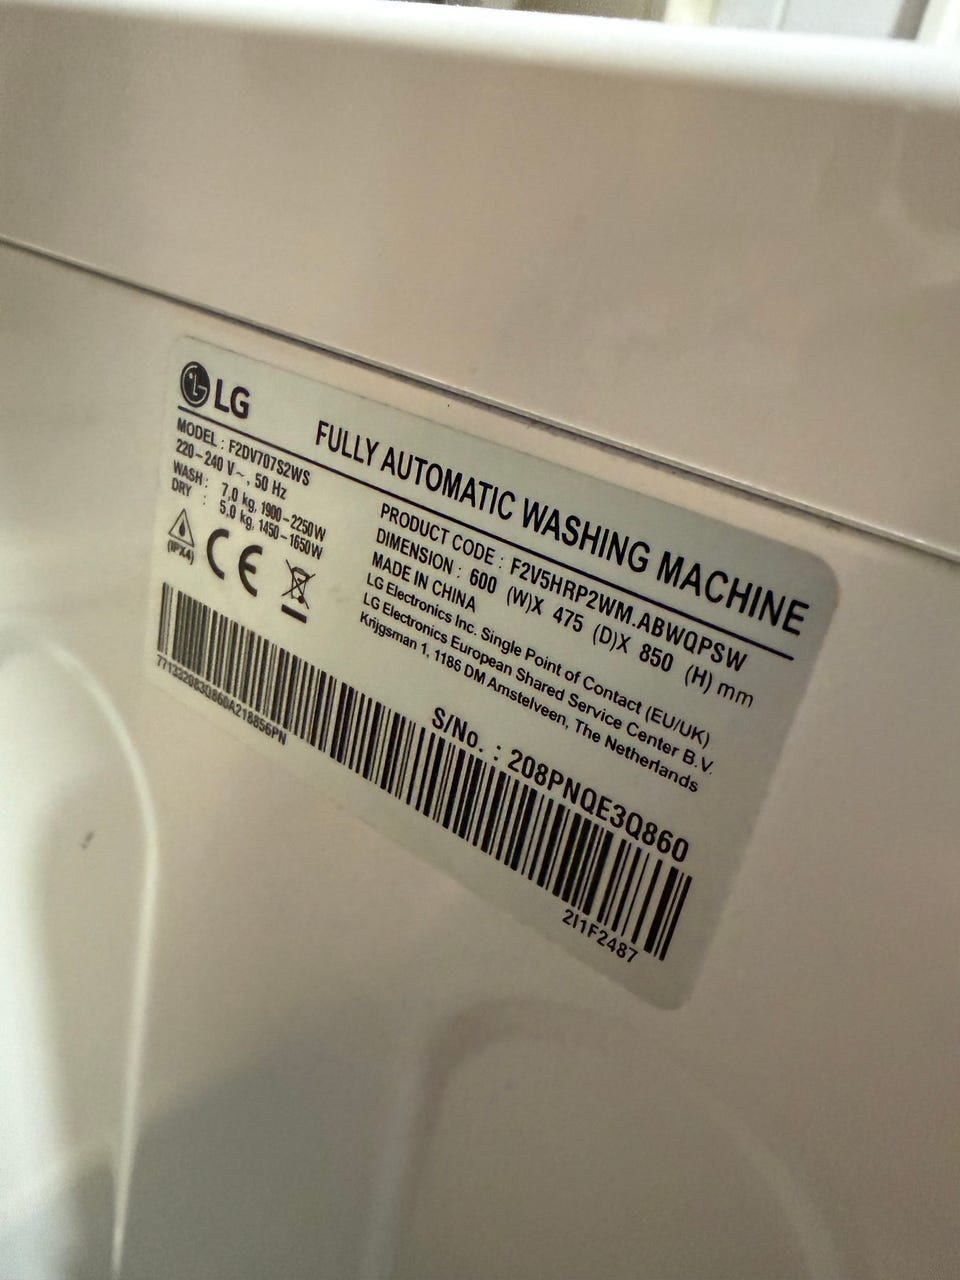 LG
FULLY AUTOMATIC WASHING MACHINE
MODEL : F2DV707S2WS
220~240 V~, 50 Hz
WASH : 7,0 kg, 1900~2250W
DRY : 5.0 kg, 1450~1650W
(IPX4)
CE
PRODUCT CODE : F2V5HRP2WM.ABWQPSW
DIMENSION : 600 (W)X 475 (D)X 850 (H) mm
MADE IN CHINA
LG Electronics Inc. Single Point of Contact (EU/UK)
LG Electronics European Shared Service Center B.V.
Krijgsman 1, 1186 DM Amstelveen, The Netherlands
S/No. : 208PNQE3Q860
2I1F2487